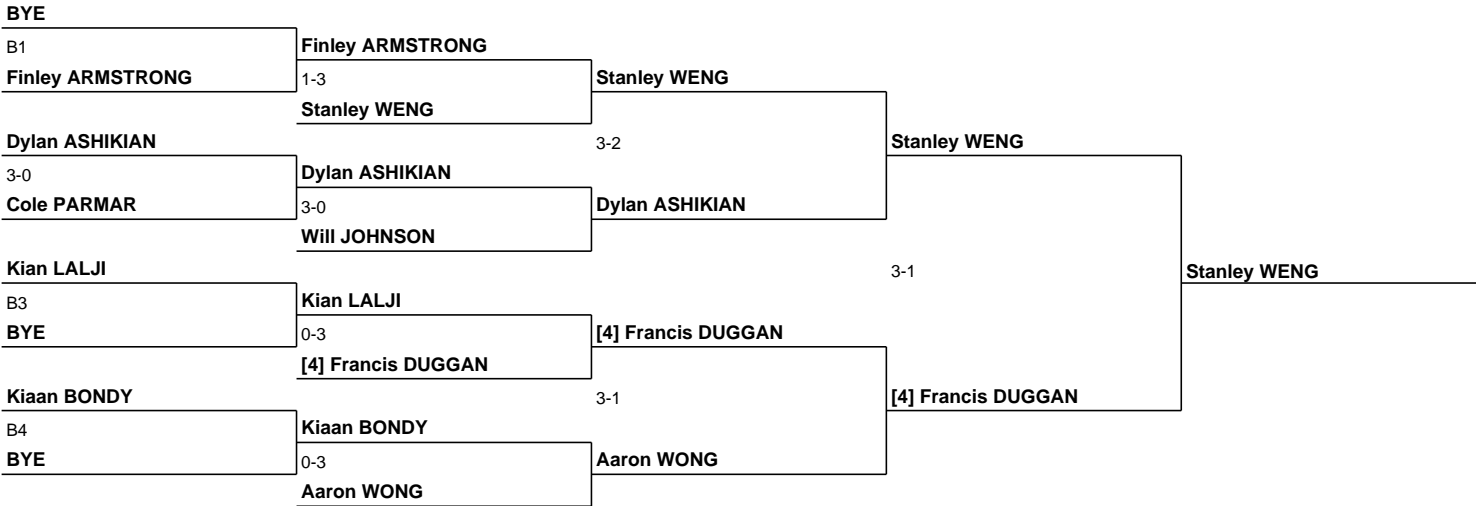 BYE
B1
Finley ARMSTRONG
Finley ARMSTRONG
1-3
Stanley WENG
Stanley WENG
Dylan ASHIKIAN
3-2
Stanley WENG
3-0
Dylan ASHIKIAN
Cole PARMAR
3-0
Dylan ASHIKIAN
Will JOHNSON
Kian LALJI
3-1
Stanley WENG
B3
Kian LALJI
BYE
0-3
[4] Francis DUGGAN
[4] Francis DUGGAN
Kiaan BONDY
3-1
[4] Francis DUGGAN
B4
Kiaan BONDY
BYE
0-3
Aaron WONG
Aaron WONG